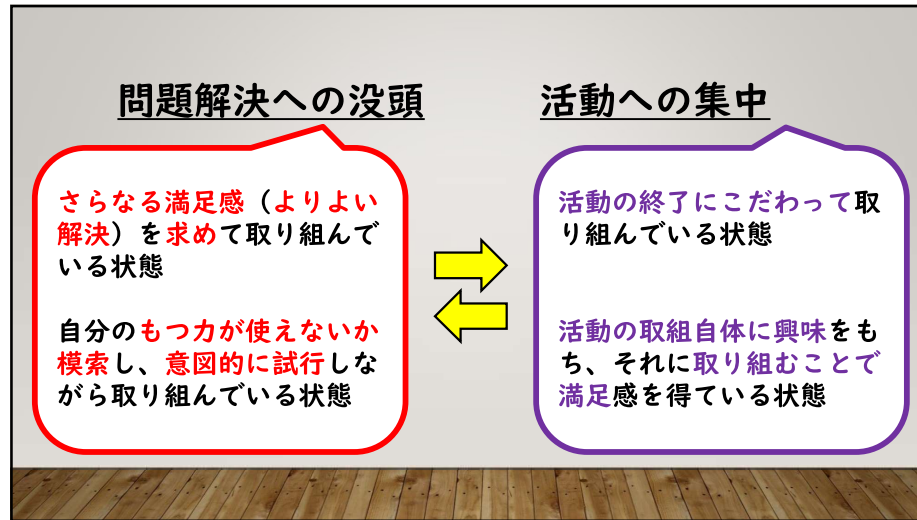 問題解決への没頭
さらなる満足感（よりよい
解決）を求めて取り組んで
いる状態
自分のもつ力が使えないか
模索し、意図的に試行しな
がら取り組んでいる状態
活動への集中
活動の終了にこだわって取
り組んでいる状態
活動の取組自体に興味をも
ち、それに取り組むことで
満足感を得ている状態